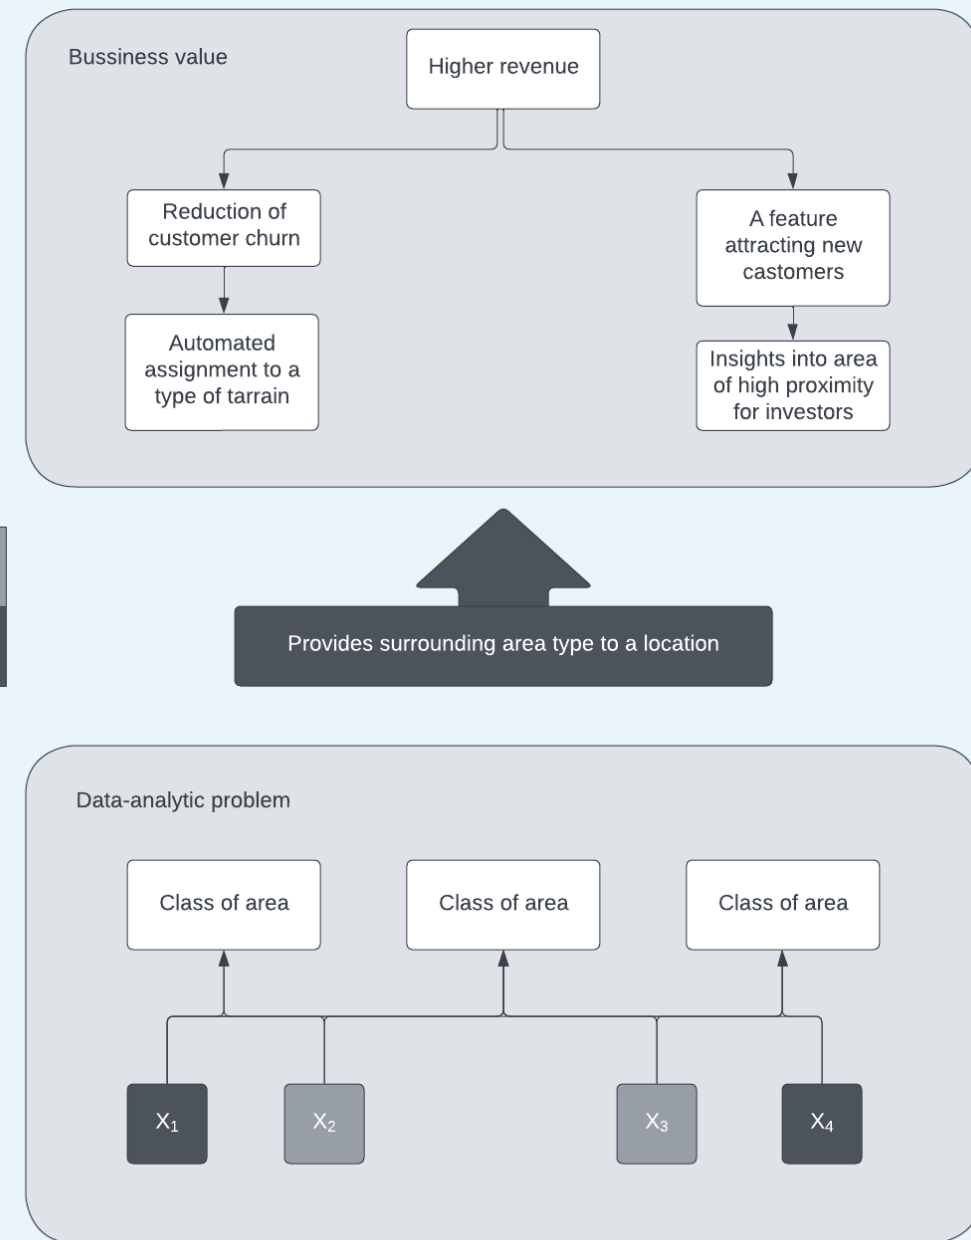 Bussiness value
Higher revenue
Reduction of
customer churn
A feature
attracting new
castomers
Automated
assignment to a
type of tarrain
Insights into area
of high proximity
for investors
Provides surrounding area type to a location
Data-analytic problem
Class of area
Class of area
Class of area
X₁
X₂
X₃
X₄